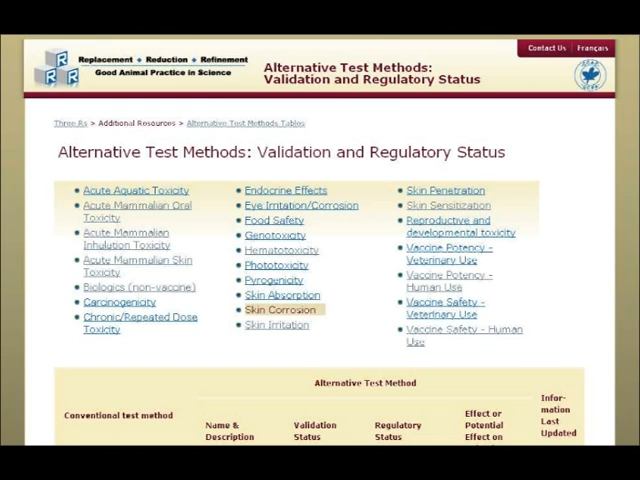 Contact Us | Français
Replacement ♦ Reduction ♦ Refinement
Good Animal Practice in Science
R
R R
Alternative Test Methods:
Validation and Regulatory Status
Three Rs > Additional Resources > Alternative Test Methods Tables
Alternative Test Methods: Validation and Regulatory Status
Acute Aquatic Toxicity
Acute Mammalian Oral
Toxicity
Acute Mammalian
Inhalation Toxicity
Acute Mammalian Skin
Toxicity
Biologics (non-vaccine)
Carcinogenicity
Chronic/Repeated Dose
Toxicity
Endocrine Effects
Eye Irritation/Corrosion
Food Safety
Genotoxicity
Hematotoxicity
Phototoxicity
Pyrogenicity
Skin Absorption
Skin Corrosion
Skin Irritation
Skin Penetration
Skin Sensitization
Reproductive and
developmental toxicity
Vaccine Potency -
Veterinary Use
Vaccine Potency -
Human Use
Vaccine Safety -
Veterinary Use
Vaccine Safety - Human
Use
Alternative Test Method
Conventional test method
Name &
Description
Validation
Status
Regulatory
Status
Effect or
Potential
Effect on
Infor-
mation
Last
Updated